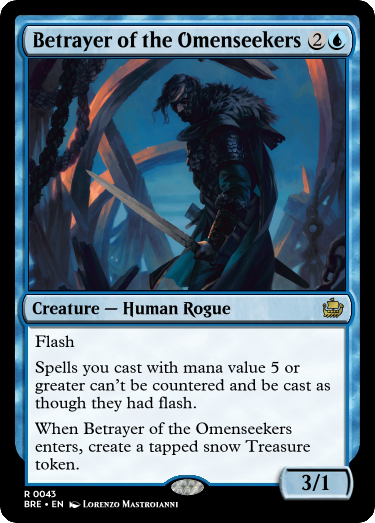 Betrayer of the Omenseekers 2
Creature — Human Rogue
Flash
Spells you cast with mana value 5 or
greater can't be countered and be cast as
though they had flash.
When Betrayer of the Omenseekers
enters, create a tapped snow Treasure
token.
3/1
R 0043
BRE • EN Lorenzo Mastroianni